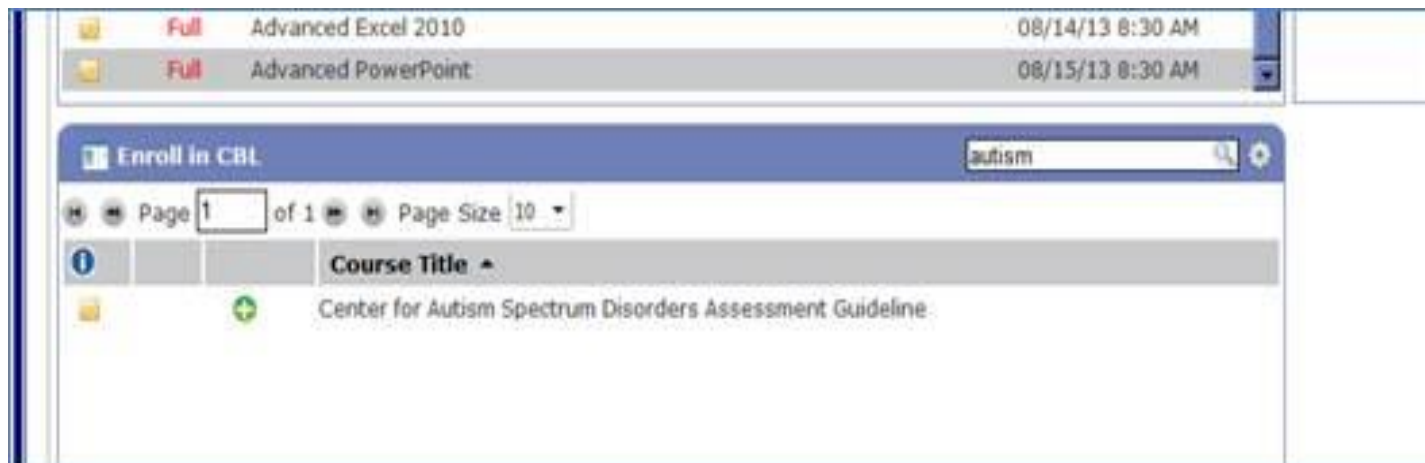 Full Advanced Excel 2010 08/14/13 8:30 AM
Full Advanced PowerPoint 08/15/13 8:30 AM
Enroll in CBL autism
Page 1 of 1 Page Size 10
Course Title
Center for Autism Spectrum Disorders Assessment Guideline